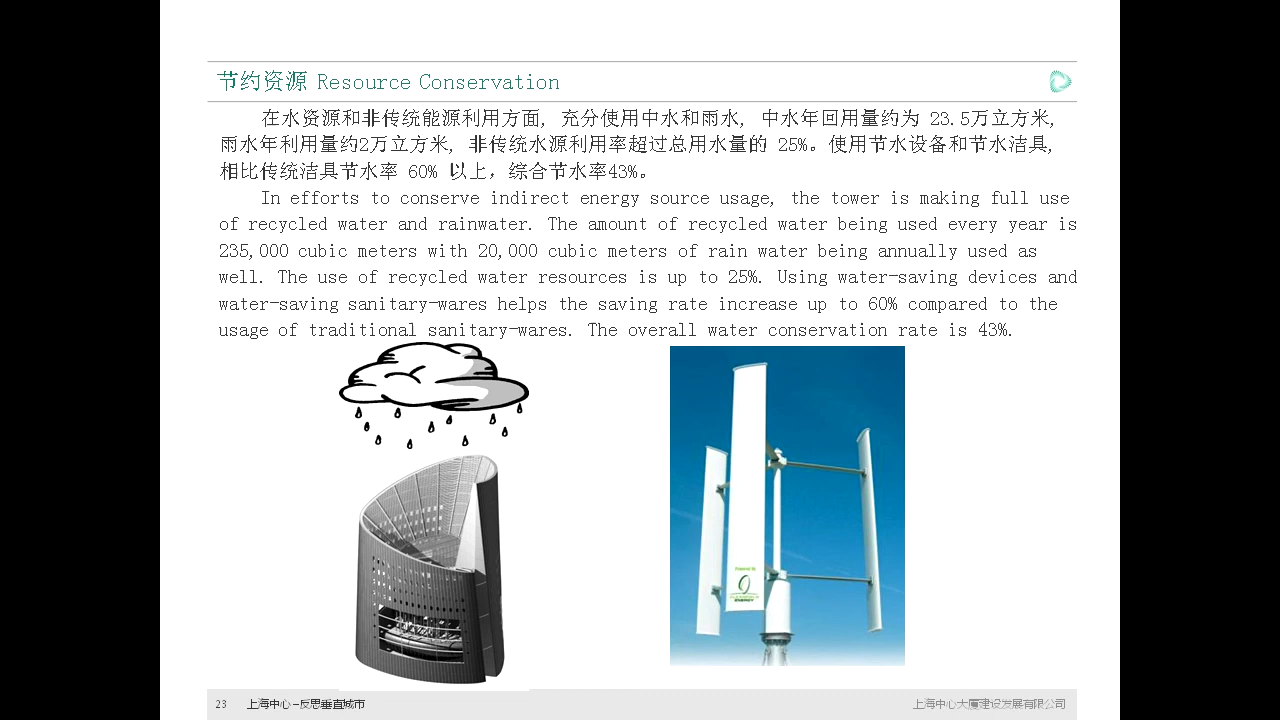 节约资源 Resource Conservation
在水资源和非传统能源利用方面, 充分使用中水和雨水, 中水年回用量约为 23.5万立方米,
雨水年利用量约2万立方米, 非传统水源利用率超过总用水量的 25%。使用节水设备和节水洁具,
相比传统洁具节水率 60% 以上，综合节水率43%。
In efforts to conserve indirect energy source usage, the tower is making full use
of recycled water and rainwater. The amount of recycled water being used every year is
235,000 cubic meters with 20,000 cubic meters of rain water being annually used as
well. The use of recycled water resources is up to 25%. Using water-saving devices and
water-saving sanitary-wares helps the saving rate increase up to 60% compared to the
usage of traditional sanitary-wares. The overall water conservation rate is 43%.
Powered By
ENERGY
23 上海中心-反思垂直城市
上海中心大厦建设发展有限公司